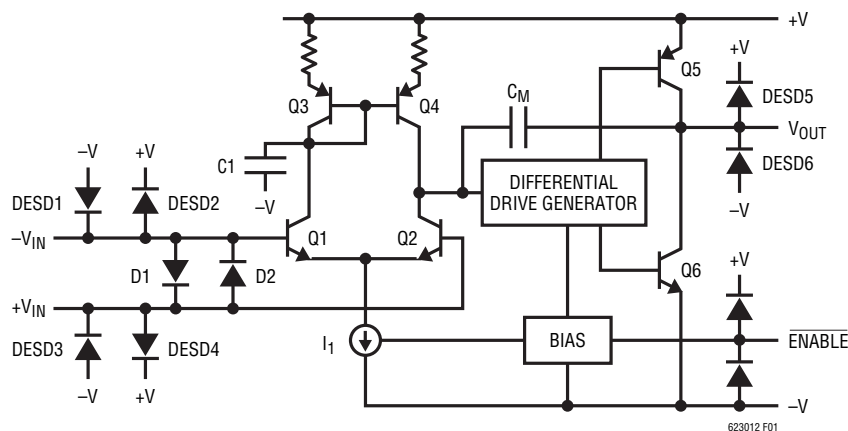 +V
+V
Q5
Q3
Q4
CM
DESD5
VOUT
C1
–V
+V
DESD6
–V
DIFFERENTIAL
DRIVE GENERATOR
–V
DESD1
DESD2
–VIN
Q1
Q2
+V
D1
D2
Q6
+VIN
DESD3
DESD4
I1
BIAS
ENABLE
–V
+V
–V
623012 F01